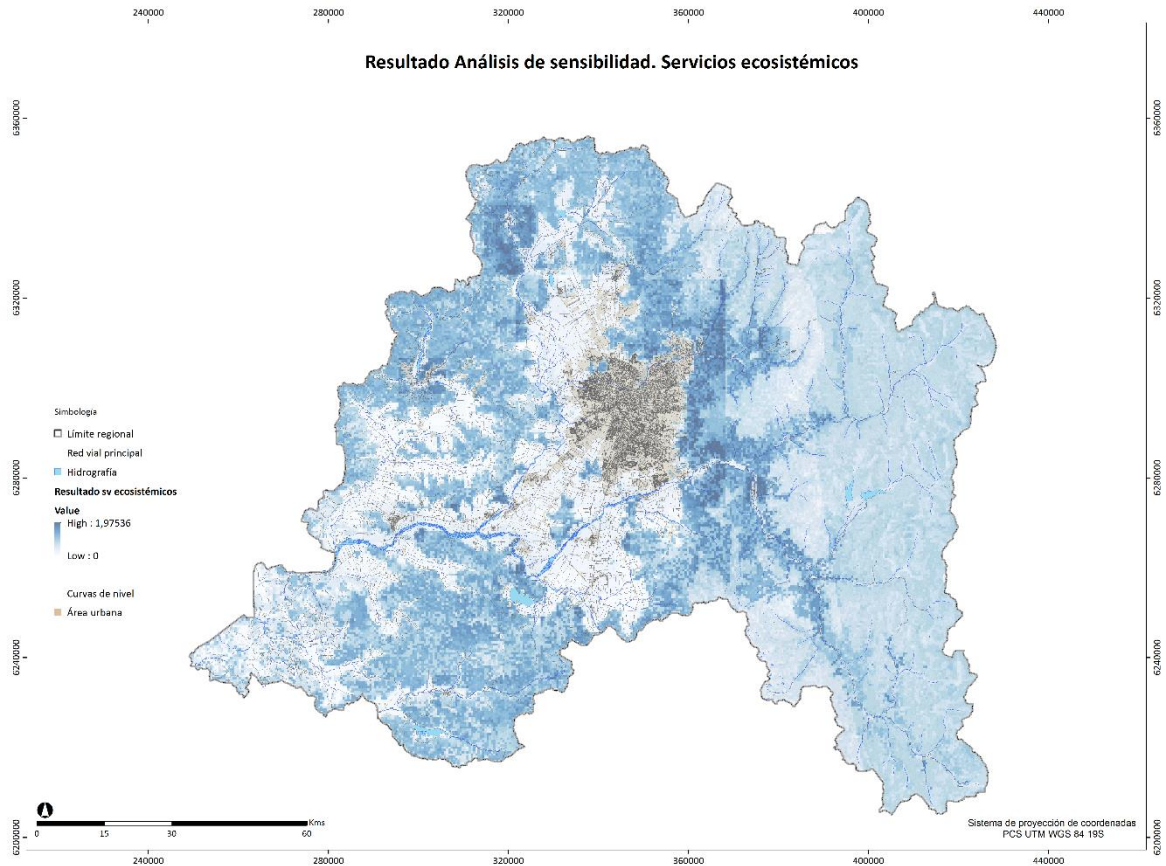 240000
280000
320000
360000
400000
440000
Resultado Análisis de sensibilidad. Servicios ecosistémicos
6360000
6360000
6320000
6320000
6280000
6280000
6240000
6240000
6200000
6200000
Simbología
Límite regional
Red vial principal
Hidrografía
Resultado sv ecosistémicos
Value
High : 1,97536
Low : 0
Curvas de nivel
Área urbana
Kms
0
15
30
60
Sistema de proyección de coordenadas
PCS UTM WGS 84 19S
240000
280000
320000
360000
400000
440000